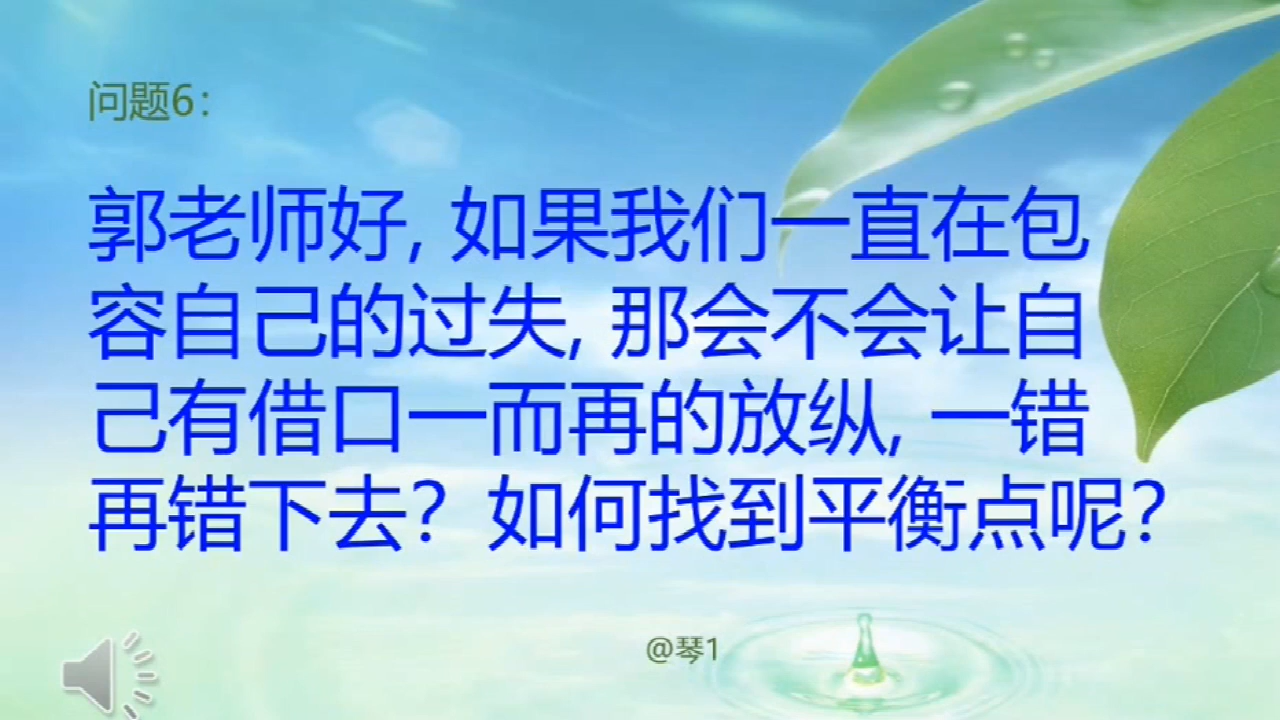 问题6：
郭老师好, 如果我们一直在包
容自己的过失, 那会不会让自
己有借口一而再的放纵, 一错
再错下去？如何找到平衡点呢？
@琴1